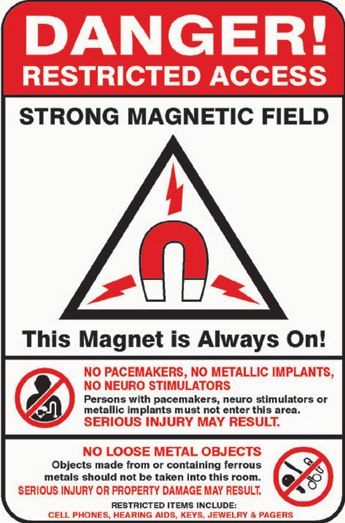 DANGER!
RESTRICTED ACCESS
STRONG MAGNETIC FIELD
This Magnet is Always On!
NO PACEMAKERS, NO METALLIC IMPLANTS,
NO NEURO STIMULATORS
Persons with pacemakers, neuro stimulators or
metallic implants must not enter this area.
SERIOUS INJURY MAY RESULT.
NO LOOSE METAL OBJECTS
Objects made from or containing ferrous
metals should not be taken into this room.
SERIOUS INJURY OR PROPERTY DAMAGE MAY RESULT.
RESTRICTED ITEMS INCLUDE:
CELL PHONES, HEARING AIDS, KEYS, JEWELRY & PAGERS